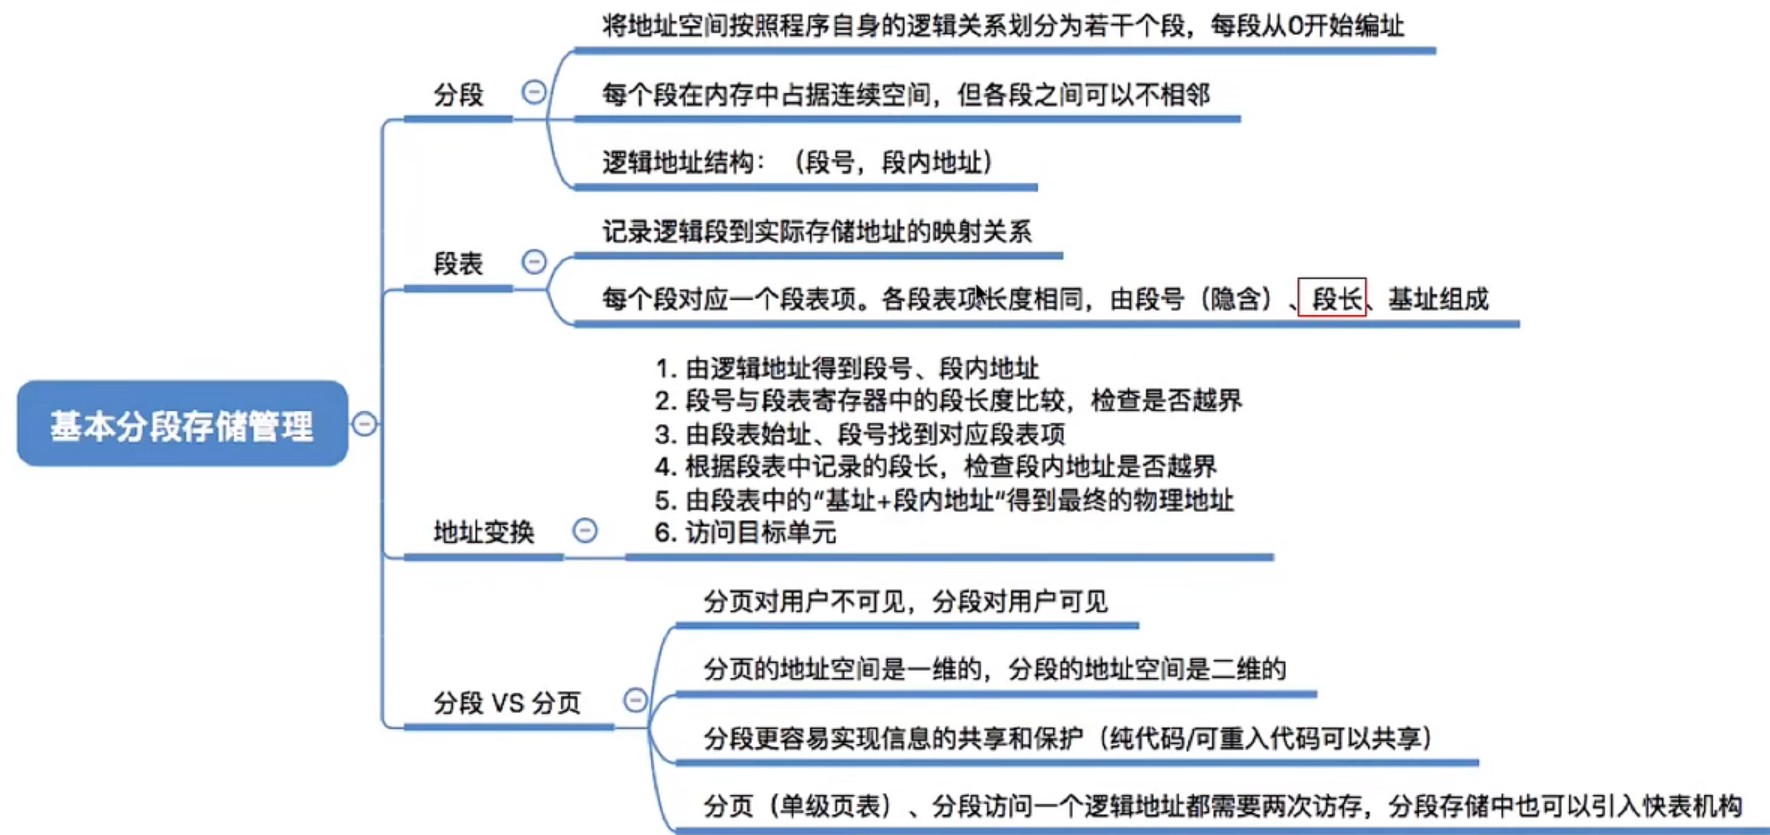 将地址空间按照程序自身的逻辑关系划分为若干个段，每段从0开始编址
分段
每个段在内存中占据连续空间，但各段之间可以不相邻
逻辑地址结构：（段号，段内地址）
记录逻辑段到实际存储地址的映射关系
段表
每个段对应一个段表项。各段表项长度相同，由段号（隐含）、段长、基址组成
基本分段存储管理
1. 由逻辑地址得到段号、段内地址
2. 段号与段表寄存器中的段长度比较，检查是否越界
3. 由段表始址、段号找到对应段表项
4. 根据段表中记录的段长，检查段内地址是否越界
5. 由段表中的“基址+段内地址“得到最终的物理地址
6. 访问目标单元
地址变换
分页对用户不可见，分段对用户可见
分页的地址空间是一维的，分段的地址空间是二维的
分段 VS 分页
分段更容易实现信息的共享和保护（纯代码/可重入代码可以共享）
分页（单级页表）、分段访问一个逻辑地址都需要两次访存，分段存储中也可以引入快表机构